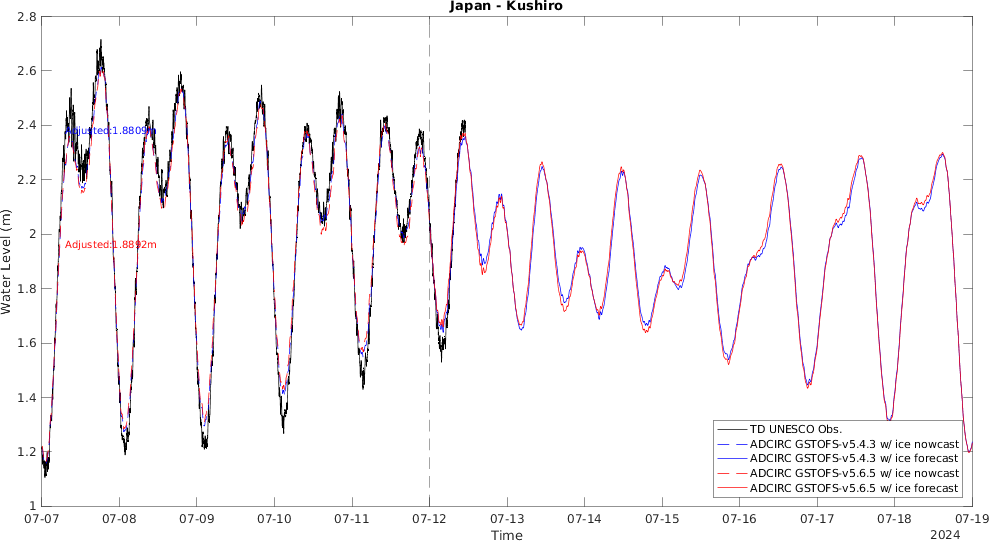 Japan - Kushiro
2.8
2.6
2.4
2.2
2
1.8
1.6
1.4
1.2
1
Water Level (m)
Adjusted:1.8809m
Adjusted:1.8892m
TD UNESCO Obs.
ADCIRC GSTOFS-v5.4.3 w/ ice nowcast
ADCIRC GSTOFS-v5.4.3 w/ ice forecast
ADCIRC GSTOFS-v5.6.5 w/ ice nowcast
ADCIRC GSTOFS-v5.6.5 w/ ice forecast
07-07 07-08 07-09 07-10 07-11 07-12 07-13 07-14 07-15 07-16 07-17 07-18 07-19
Time
2024